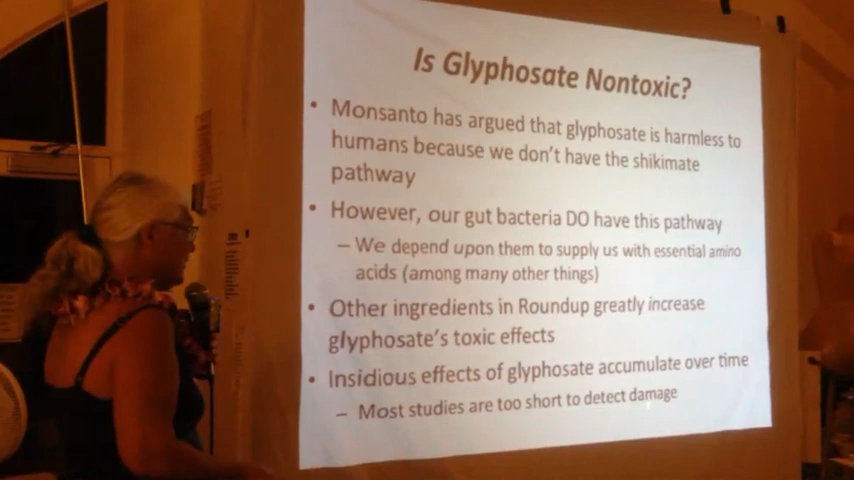 Is Glyphosate Nontoxic?
• Monsanto has argued that glyphosate is harmless to
humans because we don't have the shikimate
pathway
• However, our gut bacteria DO have this pathway
– We depend upon them to supply us with essential amino
acids (among many other things)
• Other ingredients in Roundup greatly increase
glyphosate's toxic effects
• Insidious effects of glyphosate accumulate over time
– Most studies are too short to detect damage